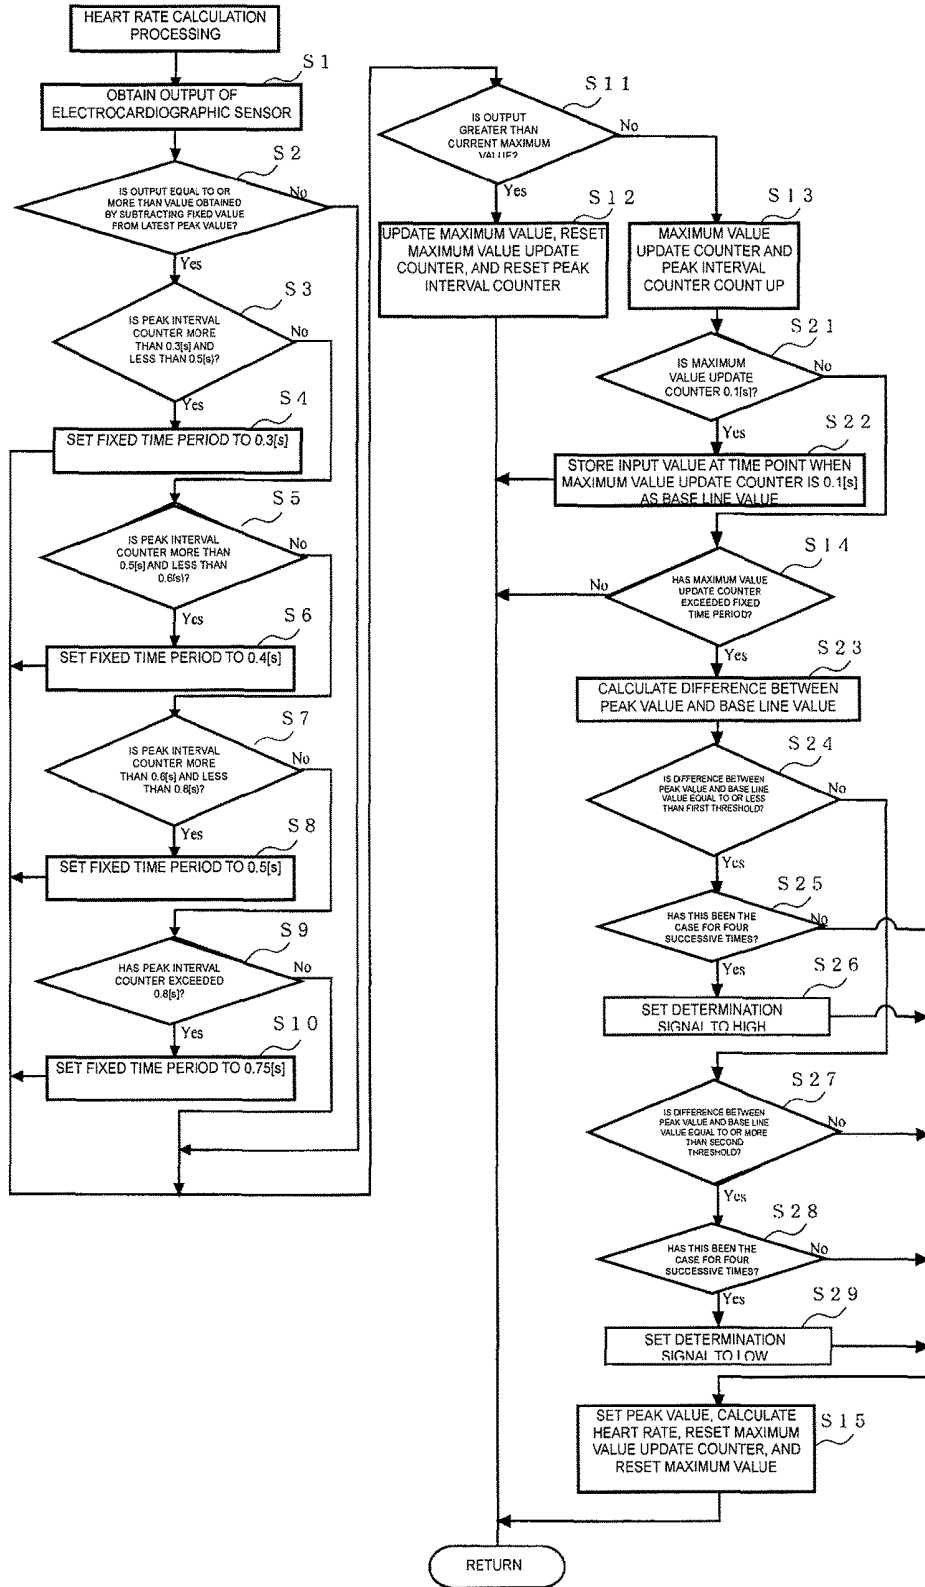 HEART RATE CALCULATION
PROCESSING
S1
OBTAIN OUTPUT OF
ELECTROCARDIOGRAPHIC SENSOR
S2
IS OUTPUT EQUAL TO OR
MORE THAN VALUE OBTAINED
BY SUBTRACTING FIXED VALUE
FROM LATEST PEAK VALUE?
No
Yes
S3
IS PEAK INTERVAL
COUNTER MORE
THAN 0.3[s] AND
LESS THAN 0.5[s]?
No
Yes
S4
SET FIXED TIME PERIOD TO 0.3[s]
S5
IS PEAK INTERVAL
COUNTER MORE THAN
0.5[s] AND LESS THAN
0.6[s]?
No
Yes
S6
SET FIXED TIME PERIOD TO 0.4[s]
S7
IS PEAK INTERVAL
COUNTER MORE
THAN 0.6[s] AND LESS
THAN 0.8[s]?
No
Yes
S8
SET FIXED TIME PERIOD TO 0.5[s]
S9
HAS PEAK INTERVAL
COUNTER EXCEEDED
0.8[s]?
No
Yes
S10
SET FIXED TIME PERIOD TO 0.75[s]
S11
IS OUTPUT
GREATER THAN
CURRENT MAXIMUM
VALUE?
No
Yes
S12
UPDATE MAXIMUM VALUE, RESET
MAXIMUM VALUE UPDATE
COUNTER, AND RESET PEAK
INTERVAL COUNTER
S13
MAXIMUM VALUE
UPDATE COUNTER AND
PEAK INTERVAL
COUNTER COUNT UP
S21
IS MAXIMUM
VALUE UPDATE
COUNTER 0.1[s]?
No
Yes
S22
STORE INPUT VALUE AT TIME POINT WHEN
MAXIMUM VALUE UPDATE COUNTER IS 0.1[s]
AS BASE LINE VALUE
S14
HAS MAXIMUM VALUE
UPDATE COUNTER
EXCEEDED FIXED
TIME PERIOD?
No
Yes
S23
CALCULATE DIFFERENCE BETWEEN
PEAK VALUE AND BASE LINE VALUE
S24
IS DIFFERENCE BETWEEN
PEAK VALUE AND BASE LINE
VALUE EQUAL TO OR LESS
THAN FIRST THRESHOLD?
No
Yes
S25
HAS THIS BEEN THE
CASE FOR FOUR
SUCCESSIVE TIMES?
No
Yes
S26
SET DETERMINATION
SIGNAL TO HIGH
S27
IS DIFFERENCE BETWEEN
PEAK VALUE AND BASE LINE
VALUE EQUAL TO OR MORE
THAN SECOND
THRESHOLD?
No
Yes
S28
HAS THIS BEEN THE
CASE FOR FOUR
SUCCESSIVE TIMES?
No
Yes
S29
SET DETERMINATION
SIGNAL TO LOW
S15
SET PEAK VALUE, CALCULATE
HEART RATE, RESET MAXIMUM
VALUE UPDATE COUNTER, AND
RESET MAXIMUM VALUE
RETURN